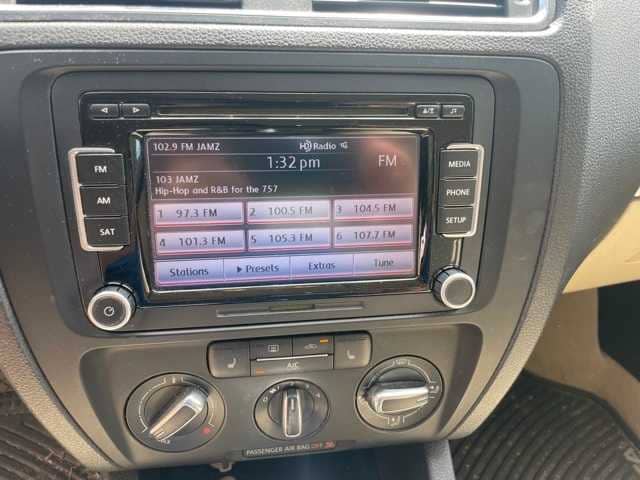 102.9 FM JAMZ HD Radio
1:32 pm FM
103 JAMZ
Hip-Hop and R&B for the 757
1 97.3 FM 2 100.5 FM 3 104.5 FM
4 101.3 FM 5 105.3 FM 6 107.7 FM
Stations Presets Extras Tune
FM
AM
SAT
MEDIA
PHONE
SETUP
A/C
PASSENGER AIR BAG OFF